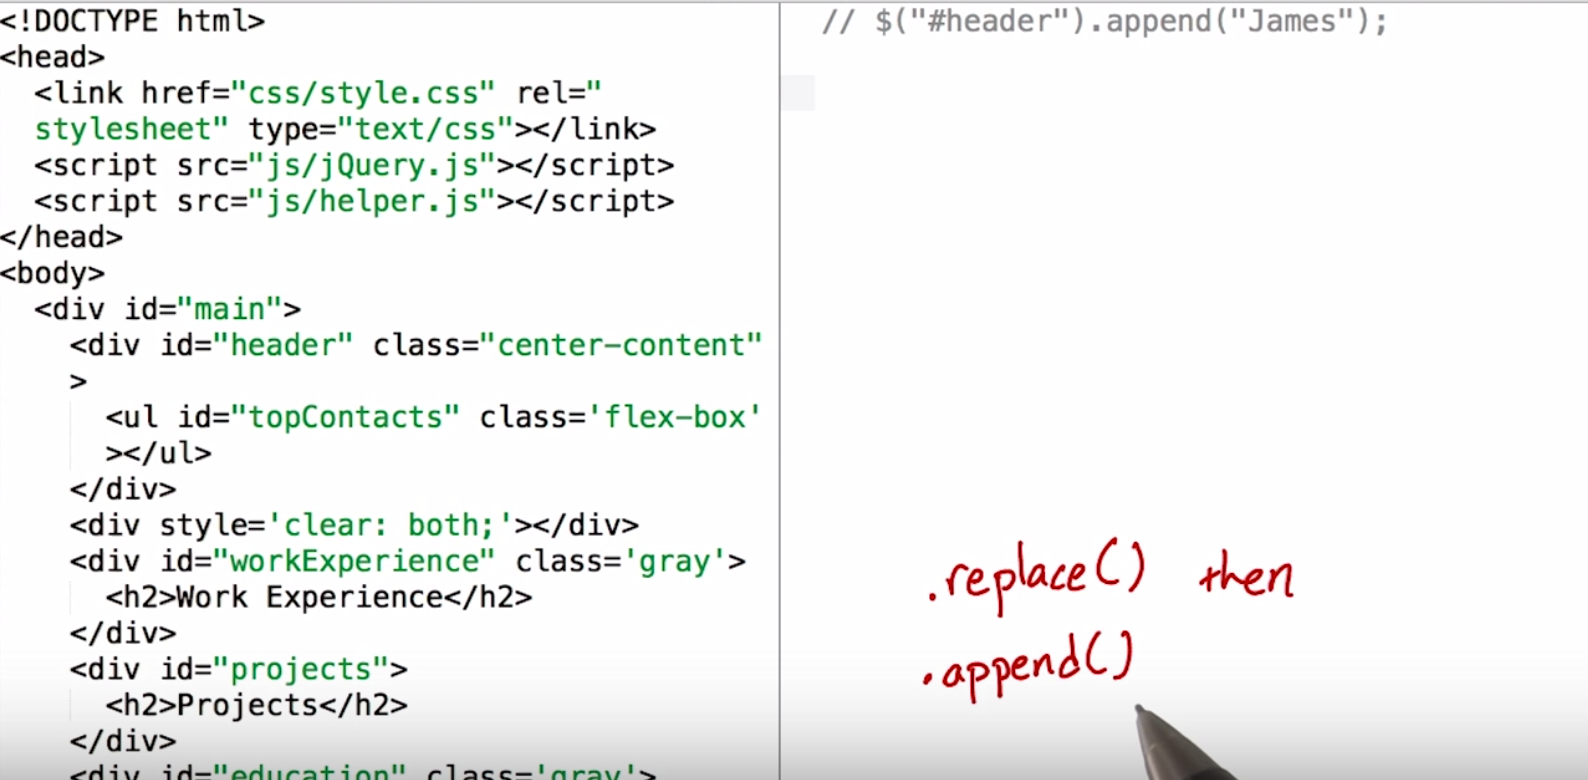 <!DOCTYPE html>
<head>
<link href="css/style.css" rel="
stylesheet" type="text/css"></link>
<script src="js/jQuery.js"></script>
<script src="js/helper.js"></script>
</head>
<body>
<div id="main">
<div id="header" class="center-content"
>
<ul id="topContacts" class='flex-box'
></ul>
</div>
<div style='clear: both;'></div>
<div id="workExperience" class='gray'>
<h2>Work Experience</h2>
</div>
<div id="projects">
<h2>Projects</h2>
</div>
<div id="education" class='gray'>
// $("#header").append("James");
.replace() then
.append()